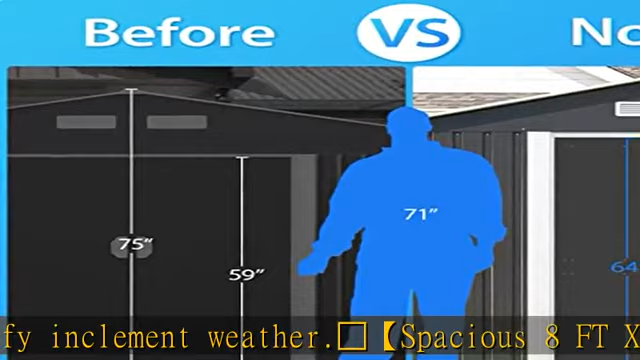 Before VS No
71"
75"
59"
64
fy inclement weather.□【Spacious 8 FT X